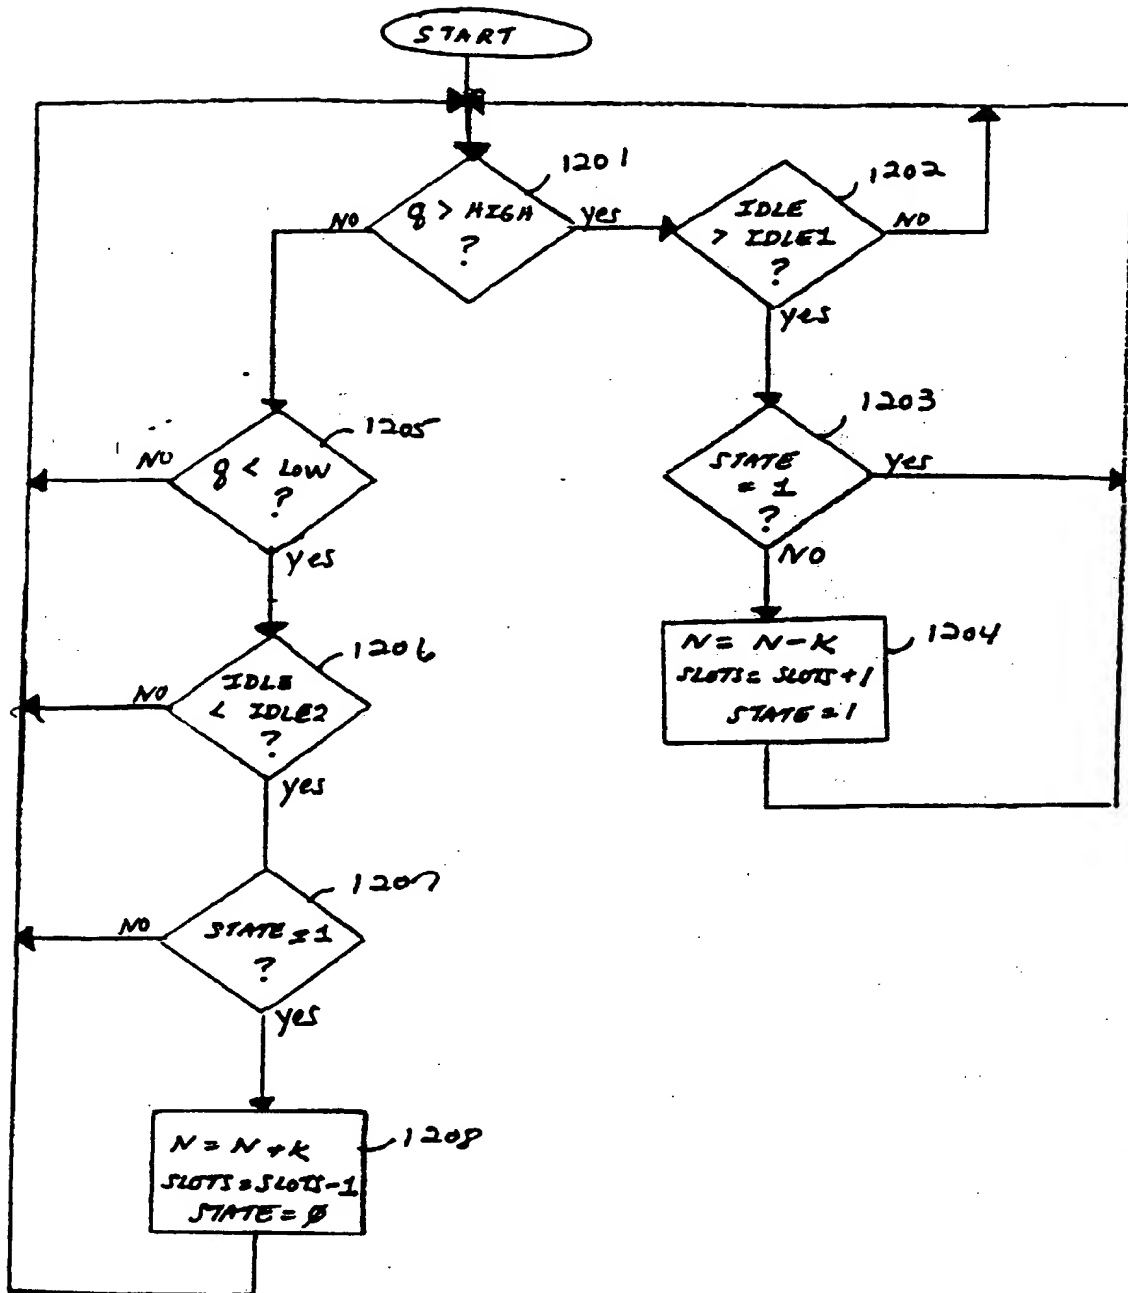 START
1201
q > HIGH
?
NO
yes
1202
IDLE
> IDLE1
?
NO
yes
1203
STATE
= 1
?
yes
NO
1204
N = N-K
SLOTS = SLOTS+1
STATE = 1
1205
q < LOW
?
NO
yes
1206
IDLE
< IDLE2
?
NO
yes
1207
STATE = 1
?
NO
yes
1208
N = N+K
SLOTS = SLOTS-1
STATE = Ø